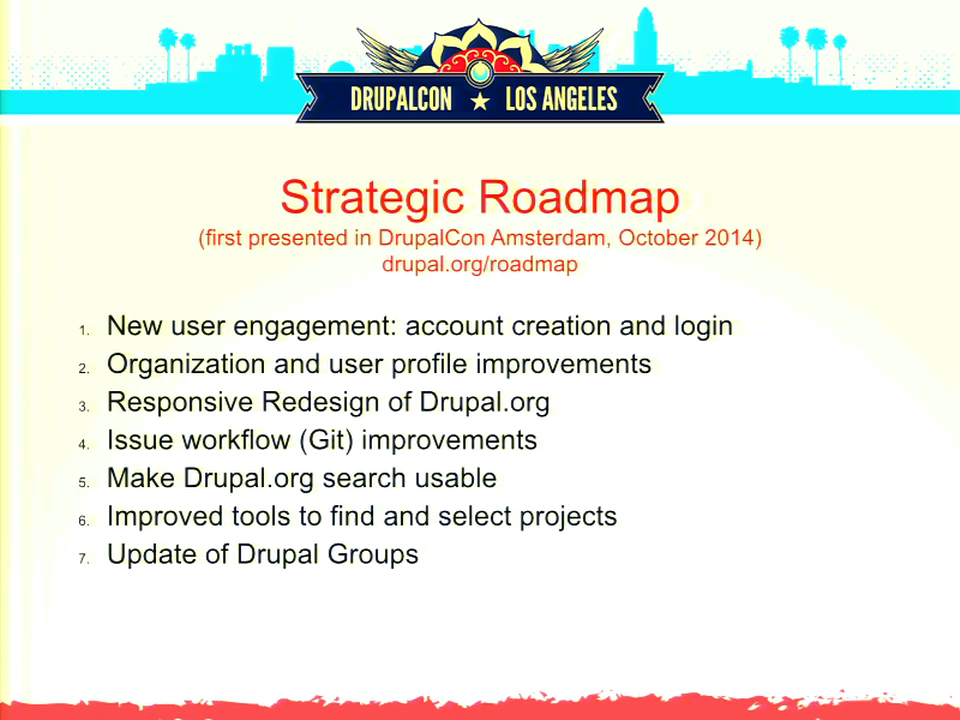 DRUPALCON ★ LOS ANGELES
Strategic Roadmap
(first presented in DrupalCon Amsterdam, October 2014)
drupal.org/roadmap
1. New user engagement: account creation and login
2. Organization and user profile improvements
3. Responsive Redesign of Drupal.org
4. Issue workflow (Git) improvements
5. Make Drupal.org search usable
6. Improved tools to find and select projects
7. Update of Drupal Groups